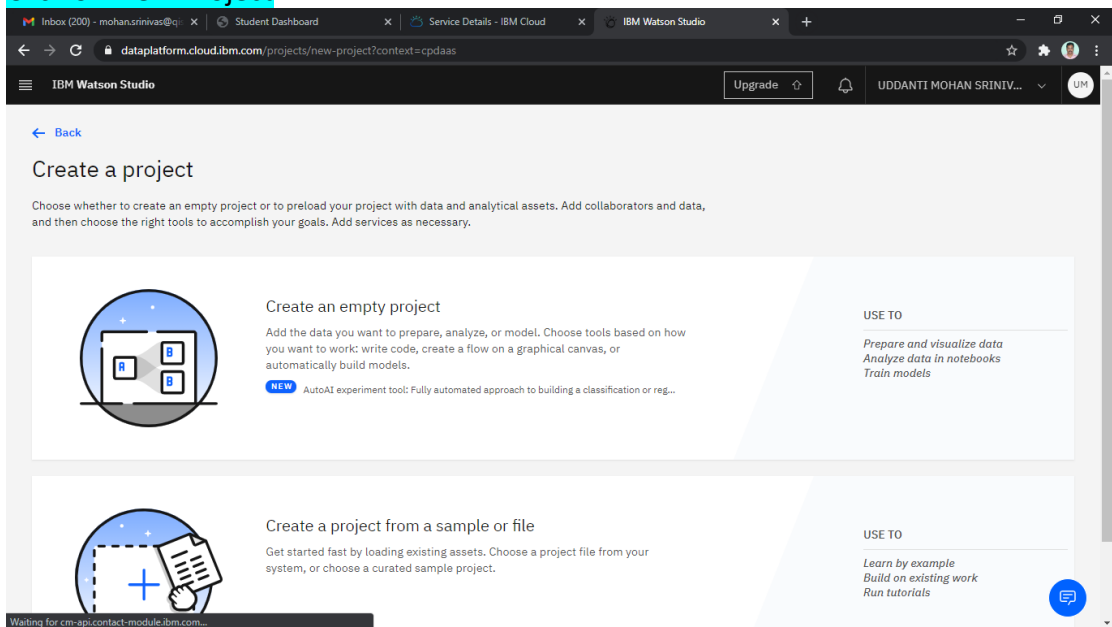 Inbox (200) - mohan.srinivas@qi
Student Dashboard
Service Details - IBM Cloud
IBM Watson Studio
dataplatform.cloud.ibm.com/projects/new-project?context=cpdaas
IBM Watson Studio
Upgrade
UDDANTI MOHAN SRINIV...
UM
Back
Create a project
Choose whether to create an empty project or to preload your project with data and analytical assets. Add collaborators and data,
and then choose the right tools to accomplish your goals. Add services as necessary.
Create an empty project
Add the data you want to prepare, analyze, or model. Choose tools based on how
you want to work: write code, create a flow on a graphical canvas, or
automatically build models.
NEW AutoAI experiment tool: Fully automated approach to building a classification or reg...
A
B
B
USE TO
Prepare and visualize data
Analyze data in notebooks
Train models
Create a project from a sample or file
Get started fast by loading existing assets. Choose a project file from your
system, or choose a curated sample project.
USE TO
Learn by example
Build on existing work
Run tutorials
Waiting for cm-api.contact-module.ibm.com...